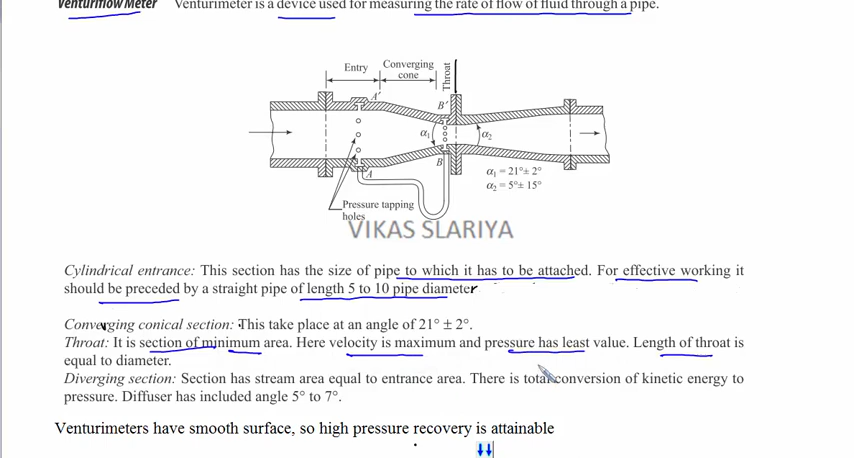 Venturiflow Meter Venturimeter is a device used for measuring the rate of flow of fluid through a pipe.
Entry
Converging
cone
Throat
A'
B'
α₁
α₂
B
A
α₁ = 21°± 2°
α₂ = 5°± 15°
Pressure tapping
holes
VIKAS SLARIYA
Cylindrical entrance: This section has the size of pipe to which it has to be attached. For effective working it
should be preceded by a straight pipe of length 5 to 10 pipe diameter
Converging conical section: This take place at an angle of 21° ± 2°.
Throat: It is section of minimum area. Here velocity is maximum and pressure has least value. Length of throat is
equal to diameter.
Diverging section: Section has stream area equal to entrance area. There is total conversion of kinetic energy to
pressure. Diffuser has included angle 5° to 7°.
Venturimeters have smooth surface, so high pressure recovery is attainable